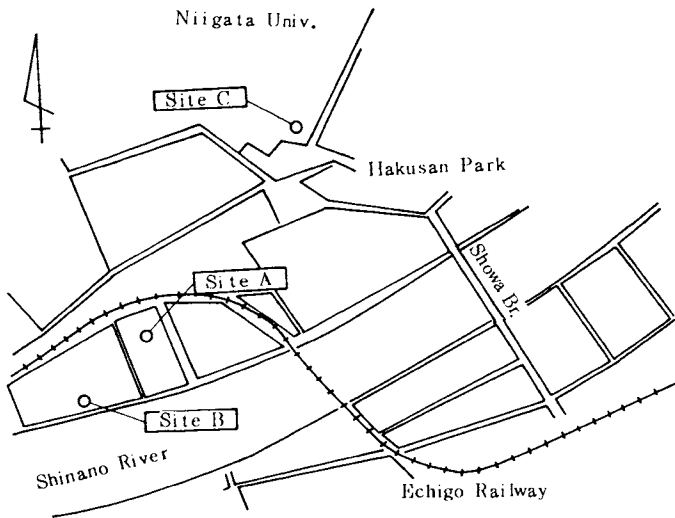 Niigata Univ.
Site C
Hakusan Park
Showa Br.
Site A
Site B
Shinano River
Echigo Railway